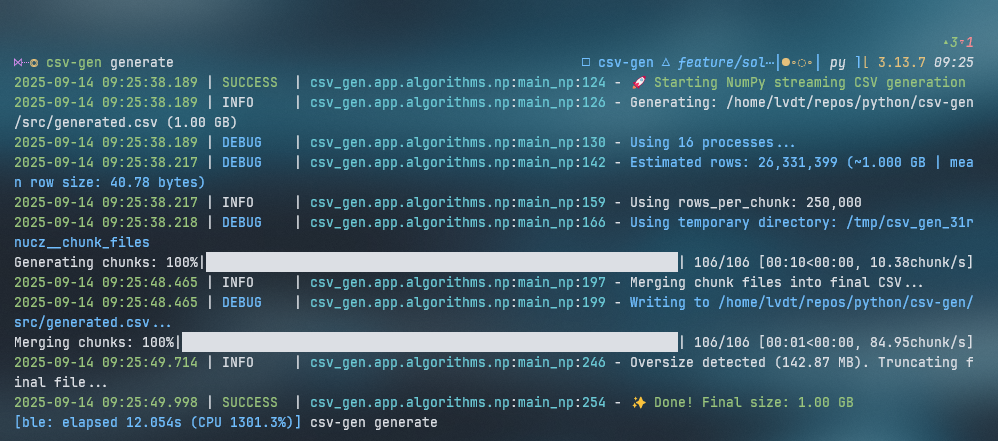 ▲3▼1
csv-gen generate csv-gen feature/sol… py 3.13.7 09:25
2025-09-14 09:25:38.189 | SUCCESS | csv_gen.app.algorithms.np:main_np:124 - 🚀 Starting NumPy streaming CSV generation
2025-09-14 09:25:38.189 | INFO | csv_gen.app.algorithms.np:main_np:126 - Generating: /home/lvdt/repos/python/csv-gen
/src/generated.csv (1.00 GB)
2025-09-14 09:25:38.189 | DEBUG | csv_gen.app.algorithms.np:main_np:130 - Using 16 processes...
2025-09-14 09:25:38.217 | DEBUG | csv_gen.app.algorithms.np:main_np:142 - Estimated rows: 26,331,399 (~1.000 GB | mea
n row size: 40.78 bytes)
2025-09-14 09:25:38.217 | INFO | csv_gen.app.algorithms.np:main_np:159 - Using rows_per_chunk: 250,000
2025-09-14 09:25:38.218 | DEBUG | csv_gen.app.algorithms.np:main_np:166 - Using temporary directory: /tmp/csv_gen_31r
nucz__chunk_files
Generating chunks: 100%|| 106/106 [00:10<00:00, 10.38chunk/s]
2025-09-14 09:25:48.465 | INFO | csv_gen.app.algorithms.np:main_np:197 - Merging chunk files into final CSV...
2025-09-14 09:25:48.465 | DEBUG | csv_gen.app.algorithms.np:main_np:199 - Writing to /home/lvdt/repos/python/csv-gen/
src/generated.csv...
Merging chunks: 100%|| 106/106 [00:01<00:00, 84.95chunk/s]
2025-09-14 09:25:49.714 | INFO | csv_gen.app.algorithms.np:main_np:246 - Oversize detected (142.87 MB). Truncating f
inal file...
2025-09-14 09:25:49.998 | SUCCESS | csv_gen.app.algorithms.np:main_np:254 - ✨ Done! Final size: 1.00 GB
[ble: elapsed 12.054s (CPU 1301.3%)] csv-gen generate